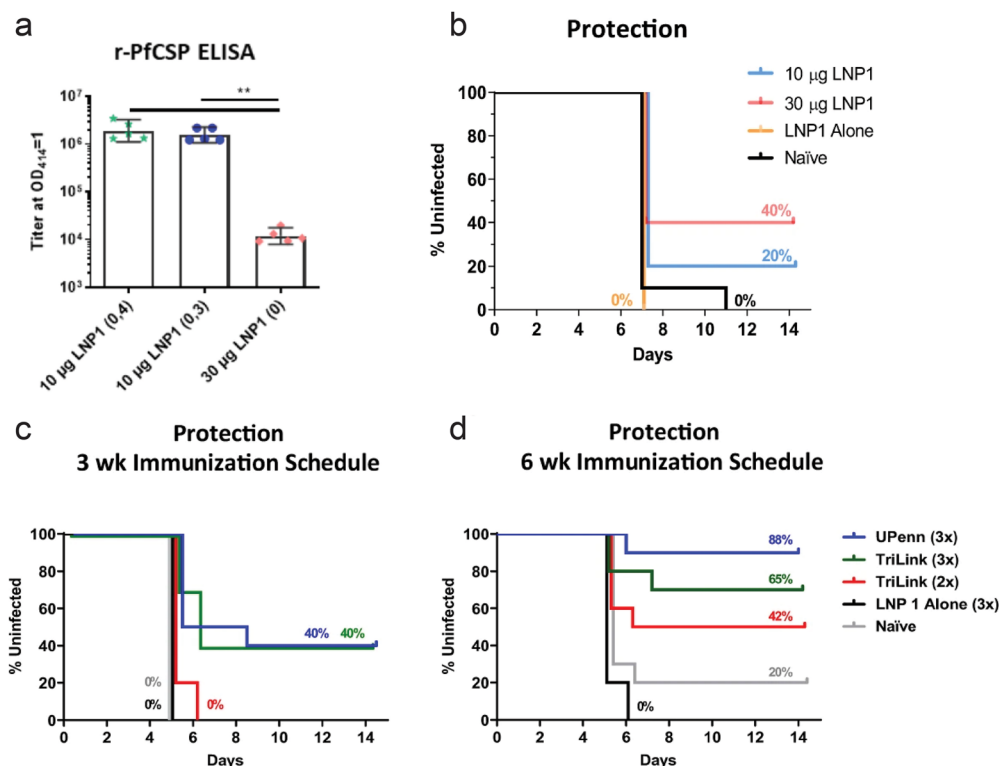 a
r-PfCSP ELISA
**
10⁷
10⁶
10⁵
10⁴
10³
Titer at OD₄₁₄=1
10 µg LNP1 (0,4)
10 µg LNP1 (0,3)
30 µg LNP1 (0)
b
Protection
10 µg LNP1
30 µg LNP1
LNP1 Alone
Naïve
100
80
60
40
20
0
% Uninfected
40%
20%
0%
0%
0 2 4 6 8 10 12 14
Days
c
Protection
3 wk Immunization Schedule
100
80
60
40
20
0
% Uninfected
40% 40%
0%
0%
0%
0 2 4 6 8 10 12 14
Days
d
Protection
6 wk Immunization Schedule
100
80
60
40
20
0
% Uninfected
88%
65%
42%
20%
0%
0 2 4 6 8 10 12 14
Days
UPenn (3x)
TriLink (3x)
TriLink (2x)
LNP 1 Alone (3x)
Naïve